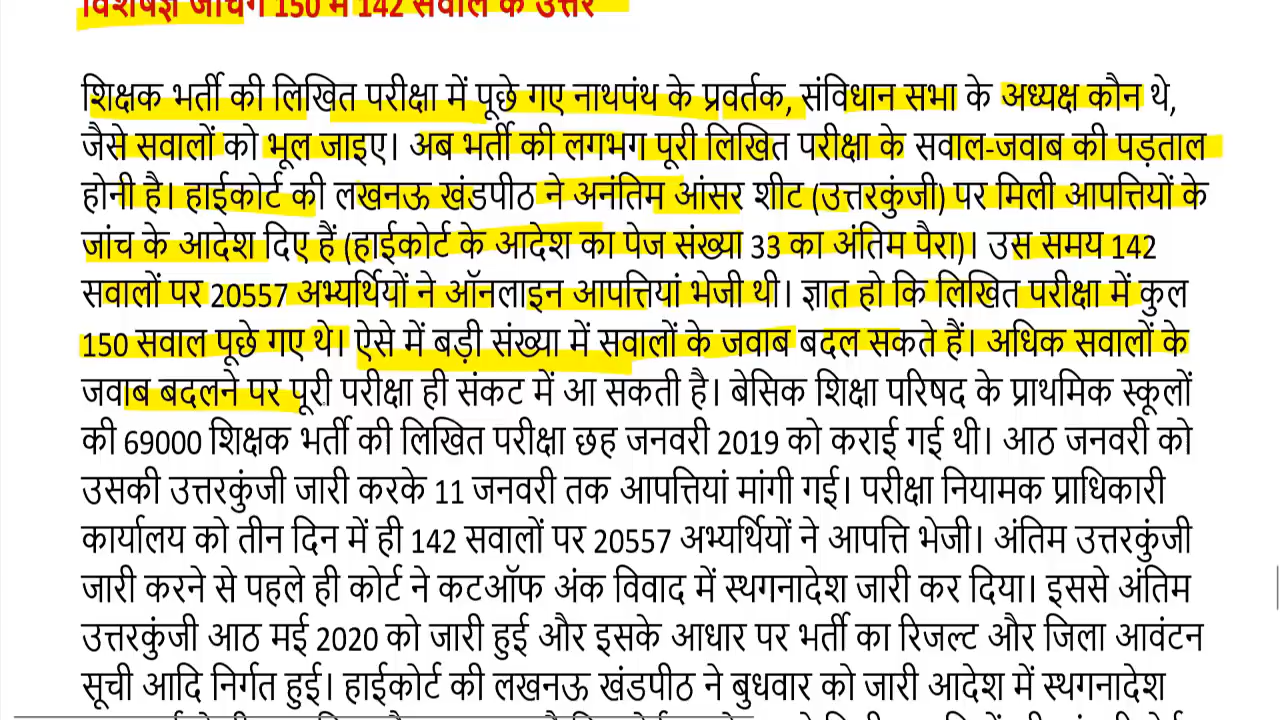 विशेषज्ञ जांचेंगे 150 में 142 सवाल के उत्तर
शिक्षक भर्ती की लिखित परीक्षा में पूछे गए नाथपंथ के प्रवर्तक, संविधान सभा के अध्यक्ष कौन थे,
जैसे सवालों को भूल जाइए। अब भर्ती की लगभग पूरी लिखित परीक्षा के सवाल-जवाब की पड़ताल
होनी है। हाईकोर्ट की लखनऊ खंडपीठ ने अनंतिम आंसर शीट (उत्तरकुंजी) पर मिली आपत्तियों के
जांच के आदेश दिए हैं (हाईकोर्ट के आदेश का पेज संख्या 33 का अंतिम पैरा)। उस समय 142
सवालों पर 20557 अभ्यर्थियों ने ऑनलाइन आपत्तियां भेजी थी। ज्ञात हो कि लिखित परीक्षा में कुल
150 सवाल पूछे गए थे। ऐसे में बड़ी संख्या में सवालों के जवाब बदल सकते हैं। अधिक सवालों के
जवाब बदलने पर पूरी परीक्षा ही संकट में आ सकती है। बेसिक शिक्षा परिषद के प्राथमिक स्कूलों
की 69000 शिक्षक भर्ती की लिखित परीक्षा छह जनवरी 2019 को कराई गई थी। आठ जनवरी को
उसकी उत्तरकुंजी जारी करके 11 जनवरी तक आपत्तियां मांगी गई। परीक्षा नियामक प्राधिकारी
कार्यालय को तीन दिन में ही 142 सवालों पर 20557 अभ्यर्थियों ने आपत्ति भेजी। अंतिम उत्तरकुंजी
जारी करने से पहले ही कोर्ट ने कटऑफ अंक विवाद में स्थगनादेश जारी कर दिया। इससे अंतिम
उत्तरकुंजी आठ मई 2020 को जारी हुई और इसके आधार पर भर्ती का रिजल्ट और जिला आवंटन
सूची आदि निर्गत हुई। हाईकोर्ट की लखनऊ खंडपीठ ने बुधवार को जारी आदेश में स्थगनादेश